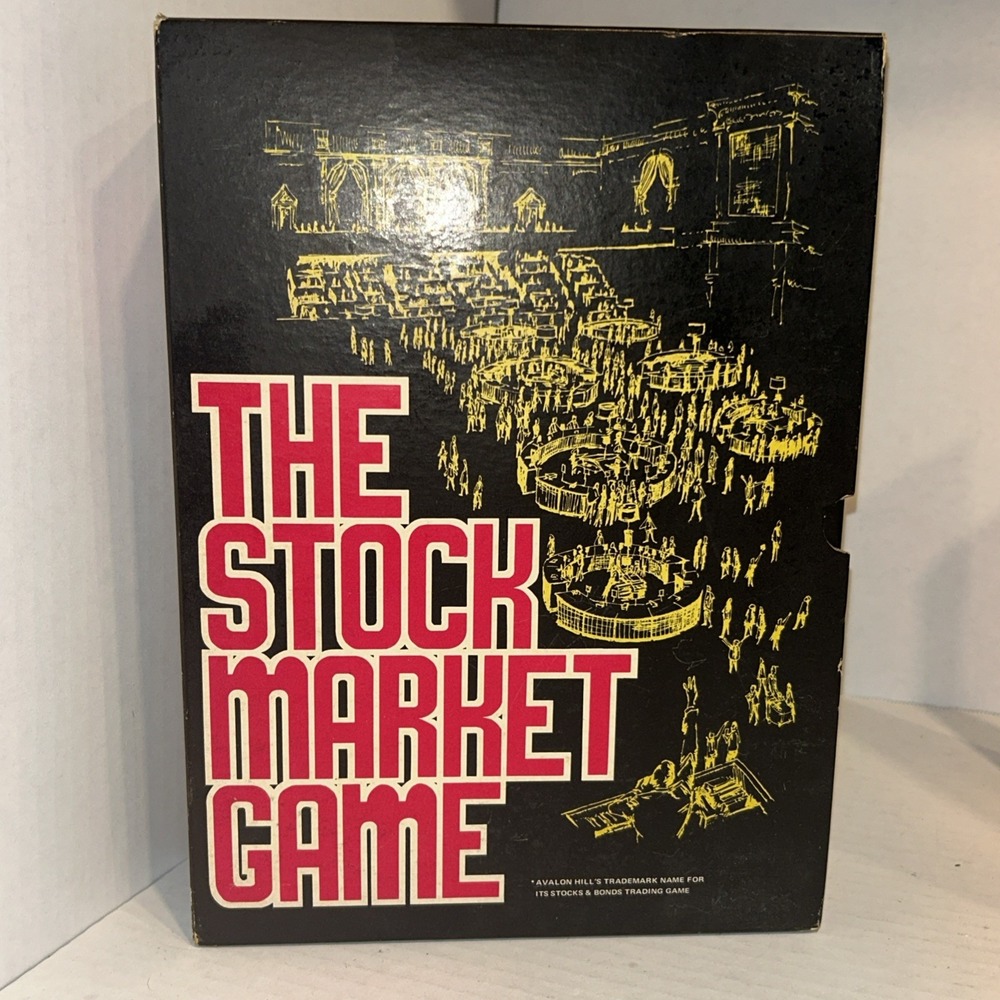 THE
STOCK
MARKET
GAME
* AVALON HILL'S TRADEMARK NAME FOR
ITS STOCKS & BONDS TRADING GAME